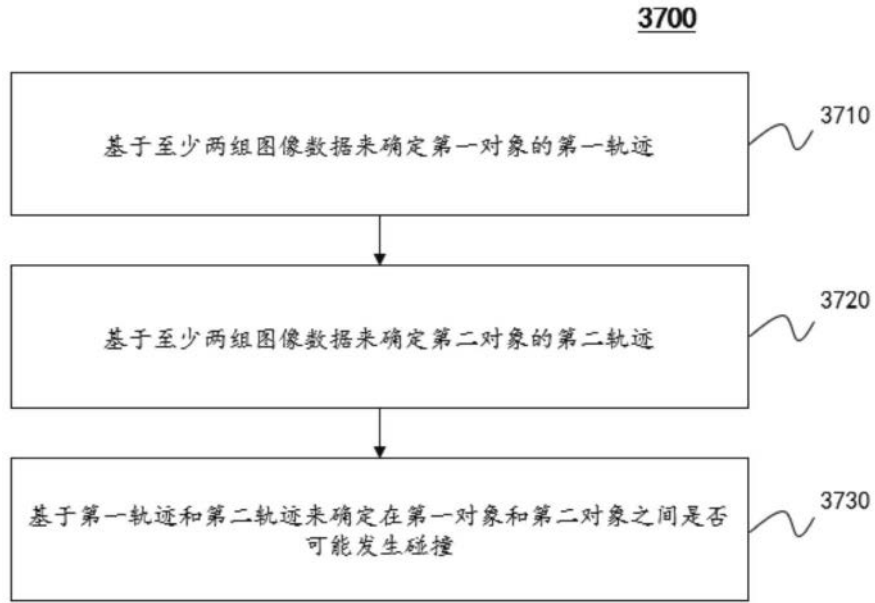 3700
基于至少两组图像数据来确定第一对象的第一轨迹
3710
基于至少两组图像数据来确定第二对象的第二轨迹
3720
基于第一轨迹和第二轨迹来确定在第一对象和第二对象之间是否
可能发生碰撞
3730